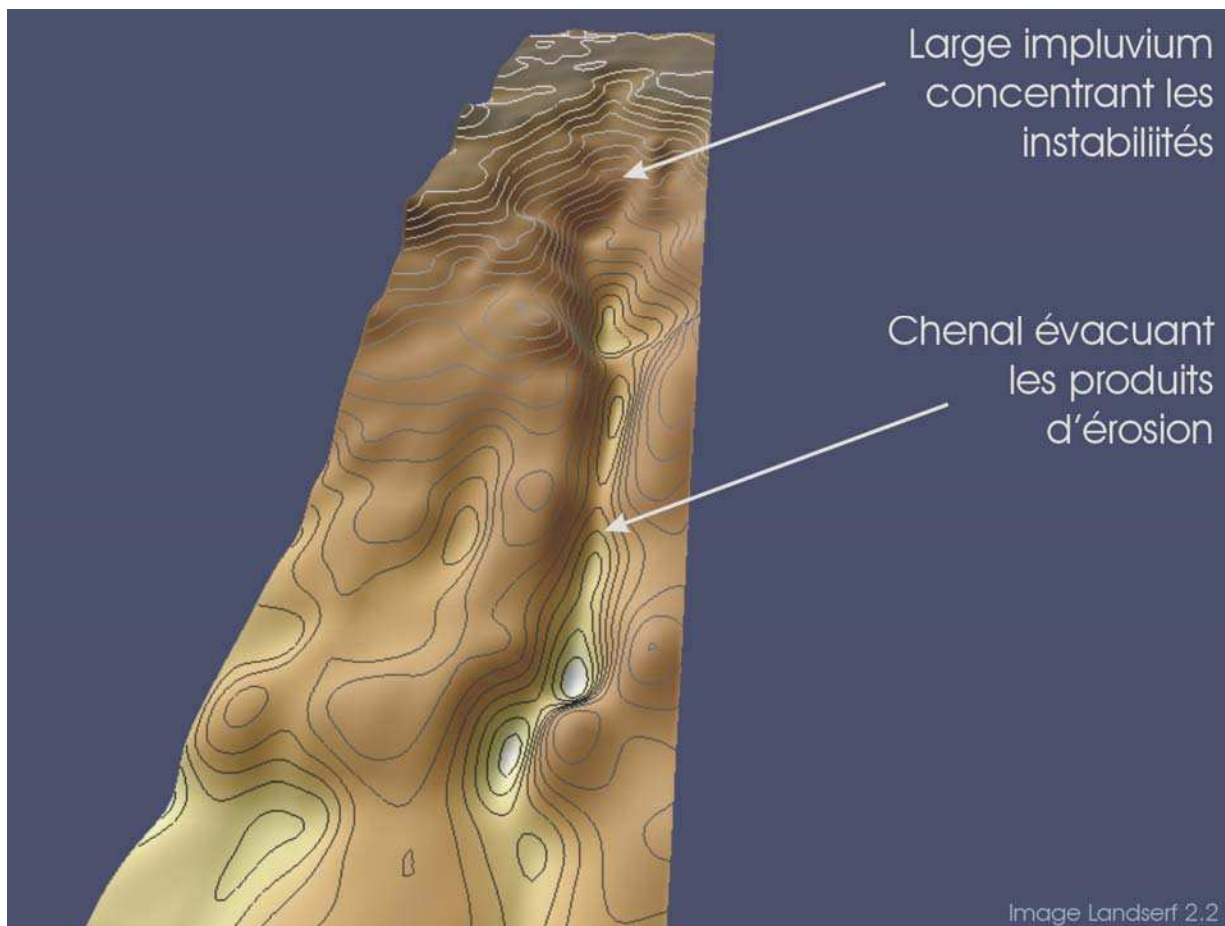 Large impluvium
concentrant les
instabiliités
Chenal évacuant
les produits
d'érosion
Image Landserf 2.2